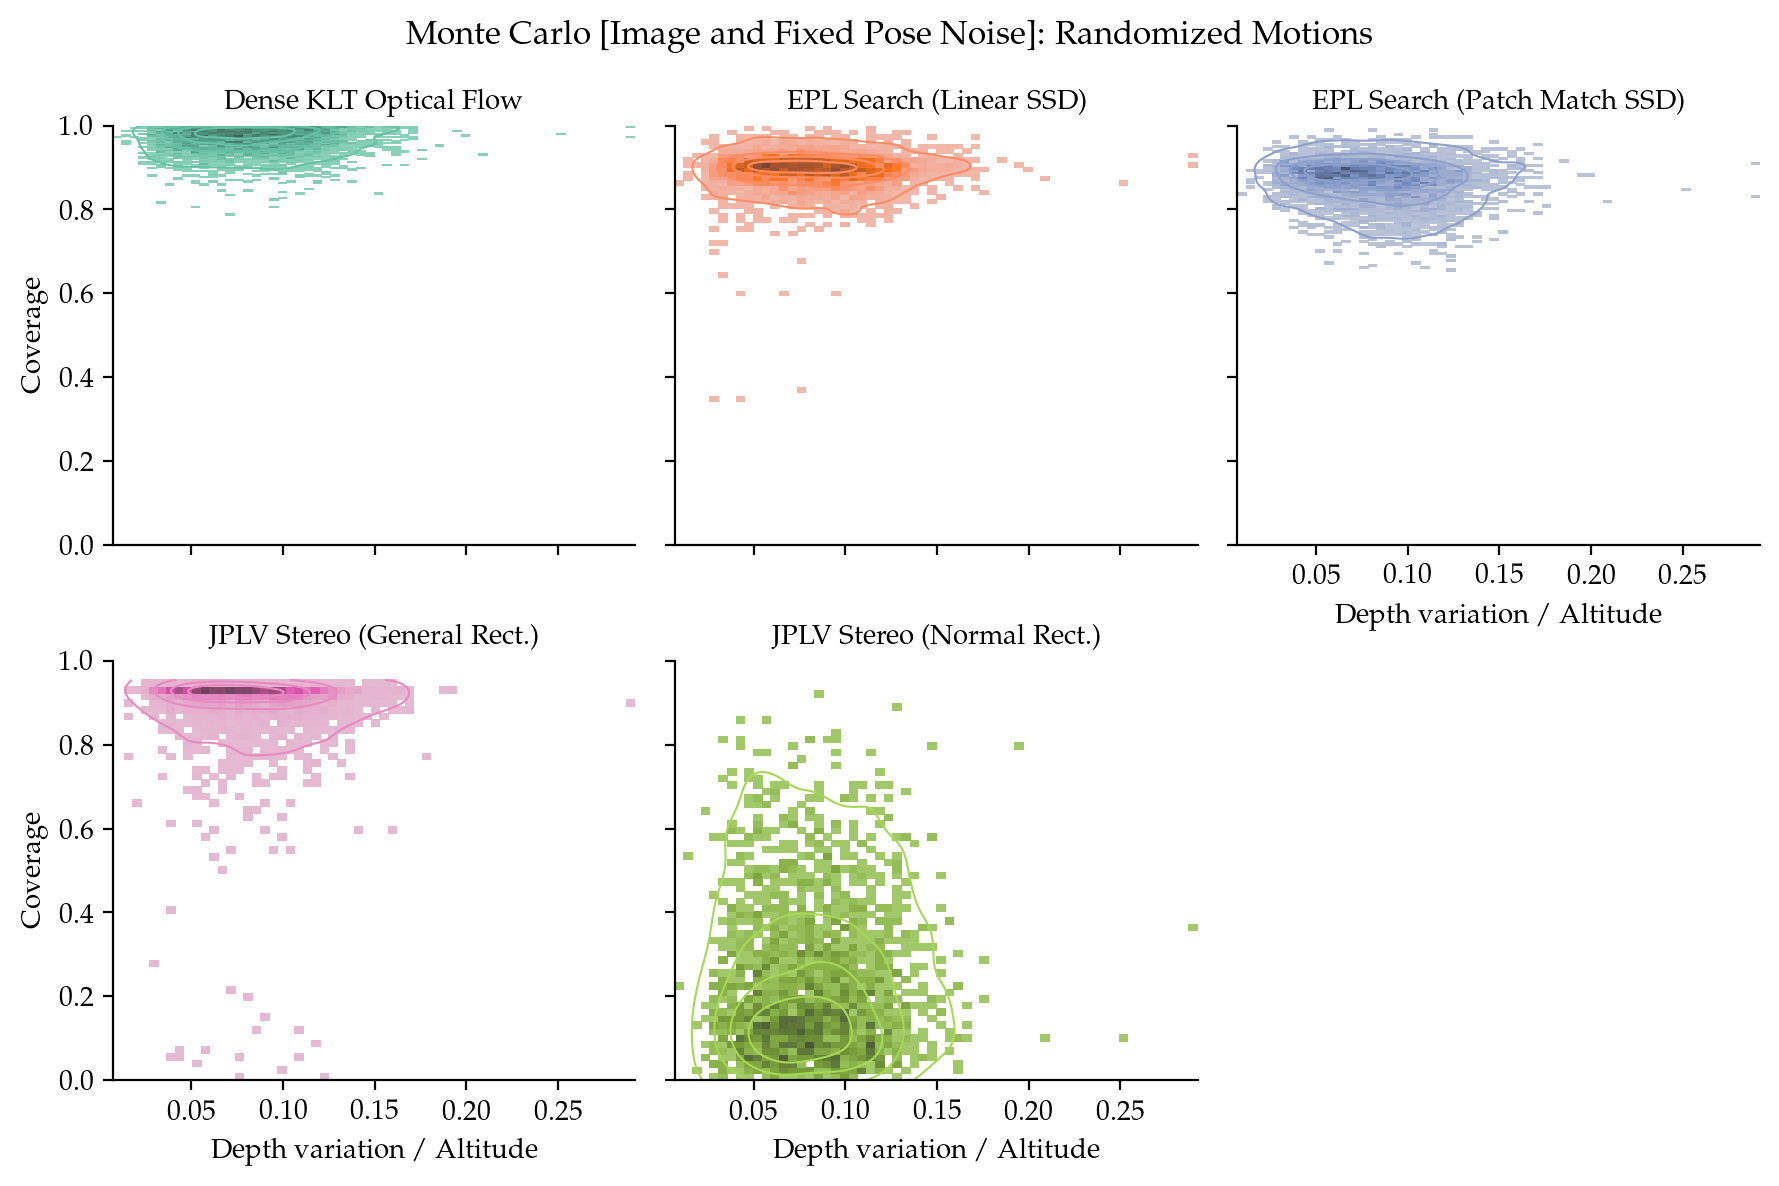 Monte Carlo [Image and Fixed Pose Noise]: Randomized Motions
Dense KLT Optical Flow
EPL Search (Linear SSD)
EPL Search (Patch Match SSD)
1.0
0.8
0.6
0.4
0.2
0.0
Coverage
0.05 0.10 0.15 0.20 0.25
Depth variation / Altitude
JPLV Stereo (General Rect.)
JPLV Stereo (Normal Rect.)
1.0
0.8
0.6
0.4
0.2
0.0
Coverage
0.05 0.10 0.15 0.20 0.25
0.05 0.10 0.15 0.20 0.25
Depth variation / Altitude
Depth variation / Altitude